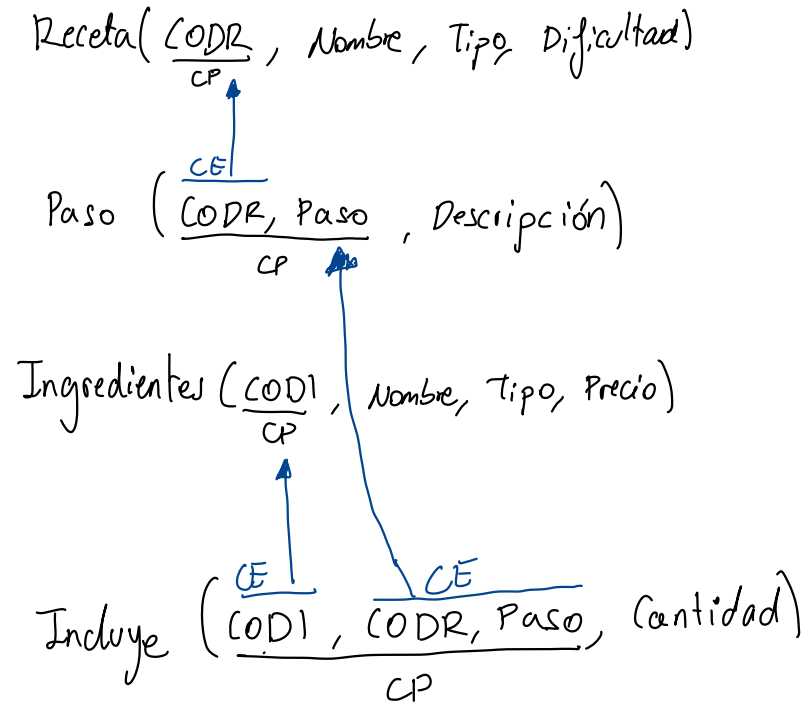 Receta( CODR, Nombre, Tipo, Dificultad)
CP
CE
Paso (CODR, Paso, Descripción)
CP
Ingredientes (CODI, Nombre, Tipo, Precio)
CP
CE CE
Incluye (CODI, CODR, Paso, Cantidad)
CP